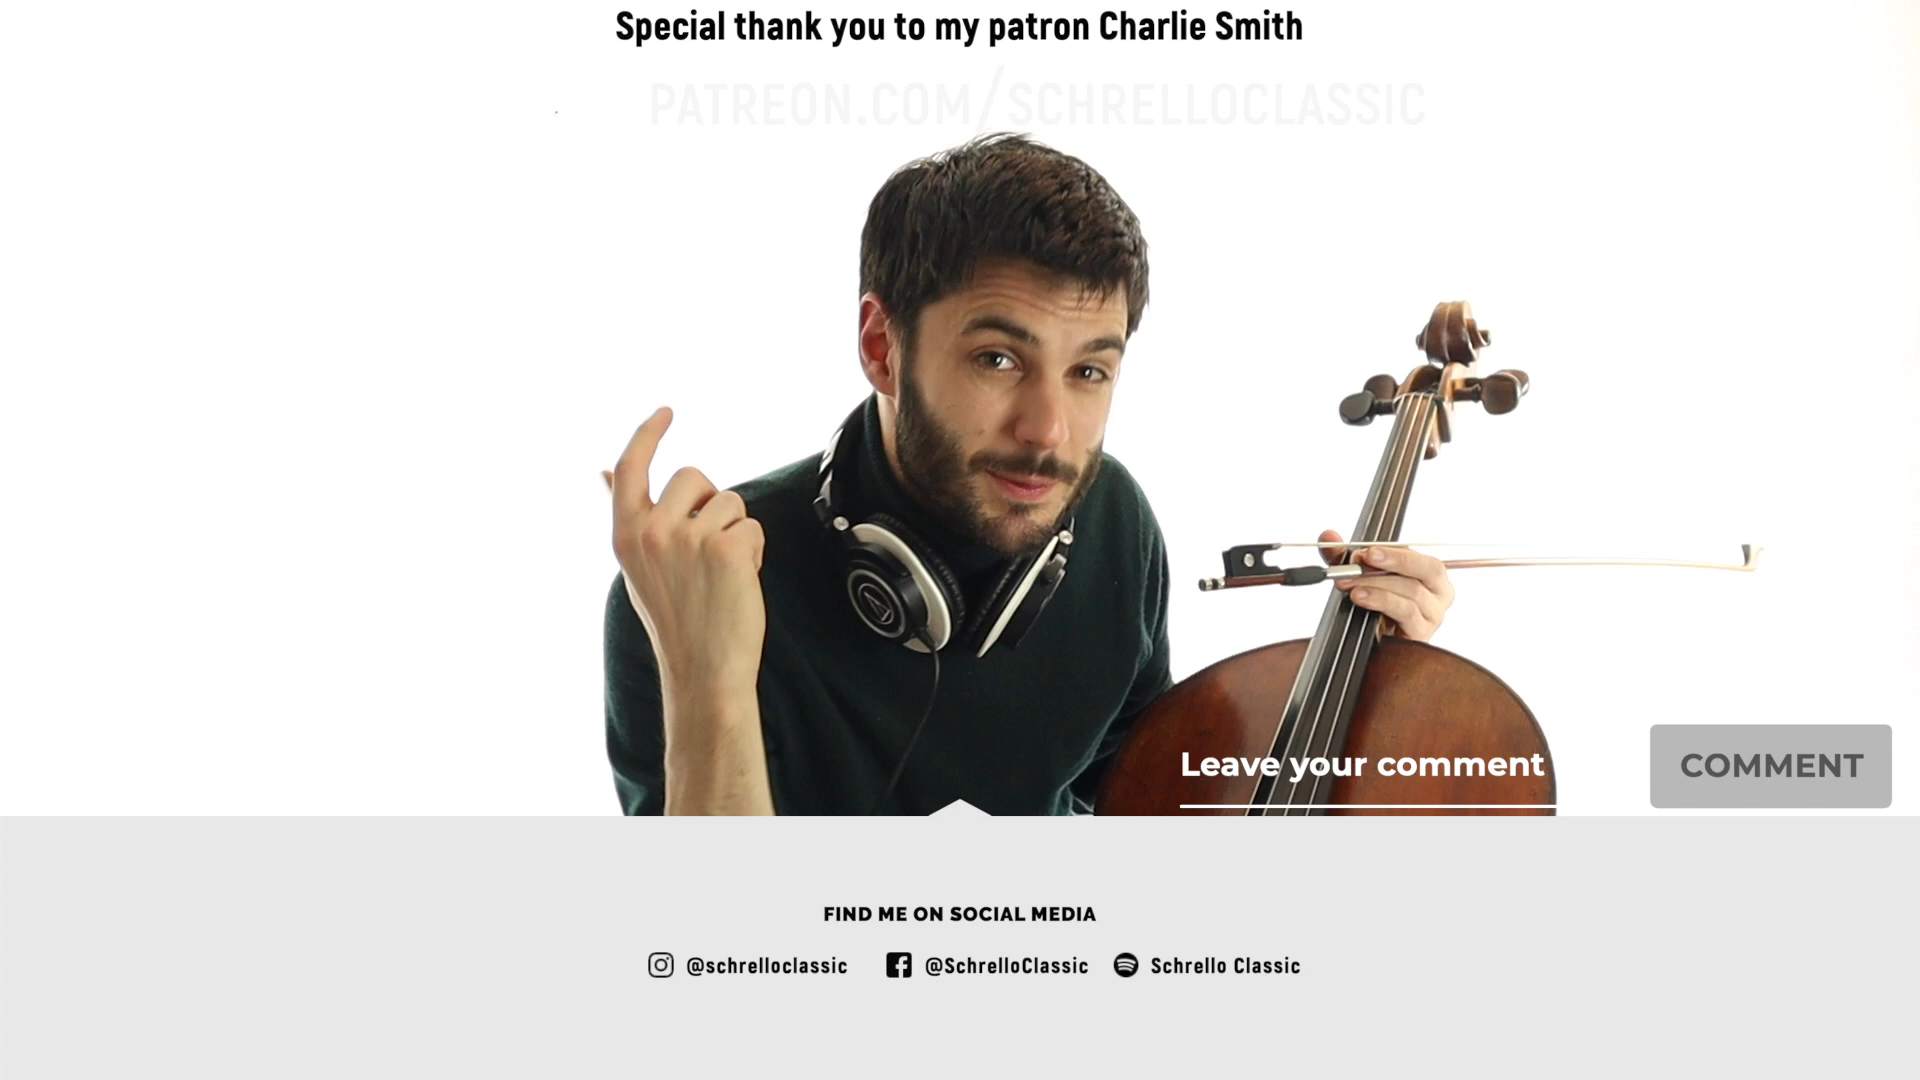 Special thank you to my patron Charlie Smith
PATREON.COM/SCHRELLOCLASSIC
Leave your comment
COMMENT
FIND ME ON SOCIAL MEDIA
@schrelloclassic @SchrelloClassic Schrello Classic